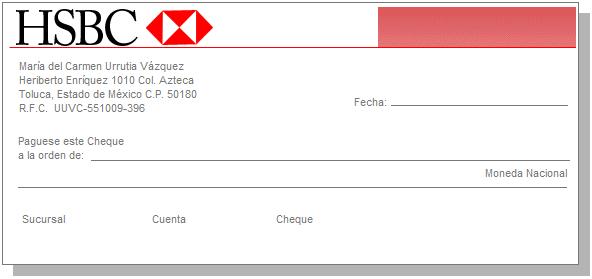 HSBC
María del Carmen Urrutia Vázquez
Heriberto Enríquez 1010 Col. Azteca
Toluca, Estado de México C.P. 50180
R.F.C. UUVC-551009-396
Fecha:
Paguese este Cheque
a la orden de:
Moneda Nacional
Sucursal Cuenta Cheque